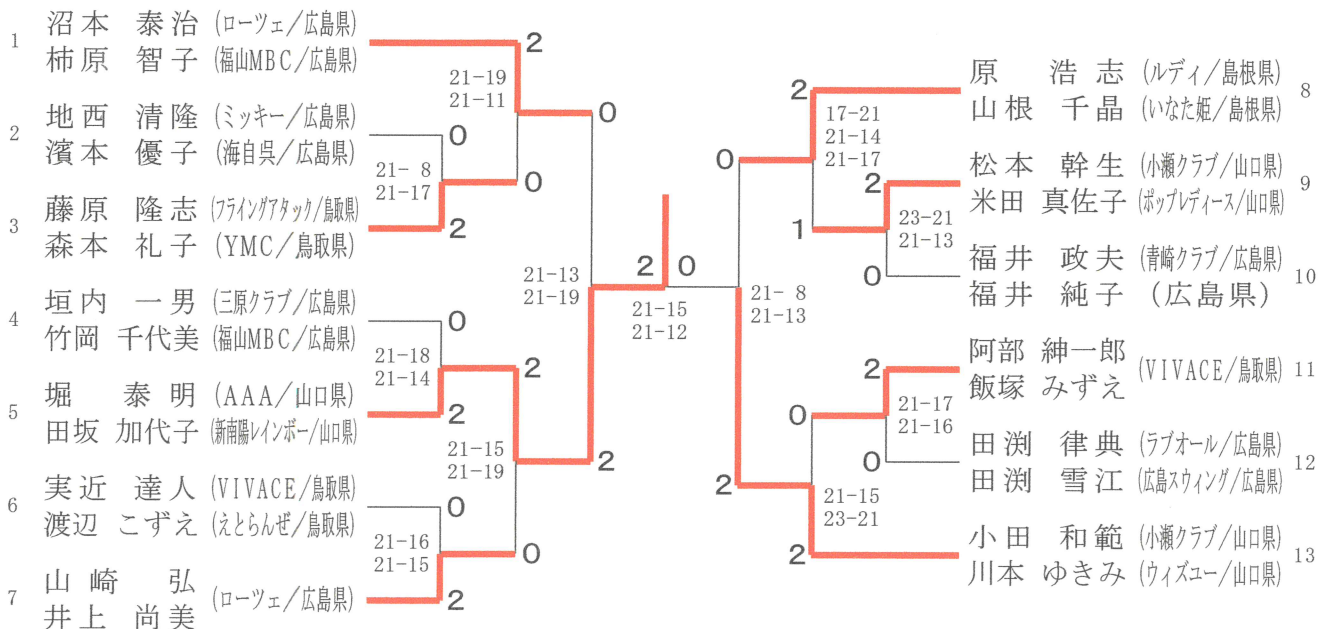 1
沼本 泰治 (ローツェ/広島県)
柿原 智子 (福山MBC/広島県)
2
21-19
21-11
2
地西 清隆 (ミッキー/広島県)
濱本 優子 (海自呉/広島県)
0
0
21- 8
21-17
0
3
藤原 隆志 (フライングアタック/鳥取県)
森本 礼子 (YMC/鳥取県)
2
21-13
21-19
4
垣内 一男 (三原クラブ/広島県)
竹岡 千代美 (福山MBC/広島県)
0
21-18
21-14
2
5
堀 泰明 (AAA/山口県)
田坂 加代子 (新南陽レインボー/山口県)
2
21-15
21-19
2
6
実近 達人 (VIVACE/鳥取県)
渡辺 こずえ (えとらんぜ/鳥取県)
0
21-16
21-15
0
7
山崎 弘
井上 尚美
(ローツェ/広島県)
2
2 0
21-15
21-12
原 浩志 (ルディ/島根県)
山根 千晶 (いなた姫/島根県)
8
2
17-21
21-14
21-17
0
松本 幹生 (小瀬クラブ/山口県)
米田 真佐子 (ポップレディース/山口県)
9
2
23-21
21-13
1
福井 政夫 (青崎クラブ/広島県)
福井 純子 (広島県)
10
0
21- 8
21-13
阿部 紳一郎
飯塚 みずえ
(VIVACE/鳥取県)
11
2
21-17
21-16
0
田渕 律典 (ラブオール/広島県)
田渕 雪江 (広島スウィング/広島県)
12
0
2
21-15
23-21
小田 和範 (小瀬クラブ/山口県)
川本 ゆきみ (ウィズユー/山口県)
13
2